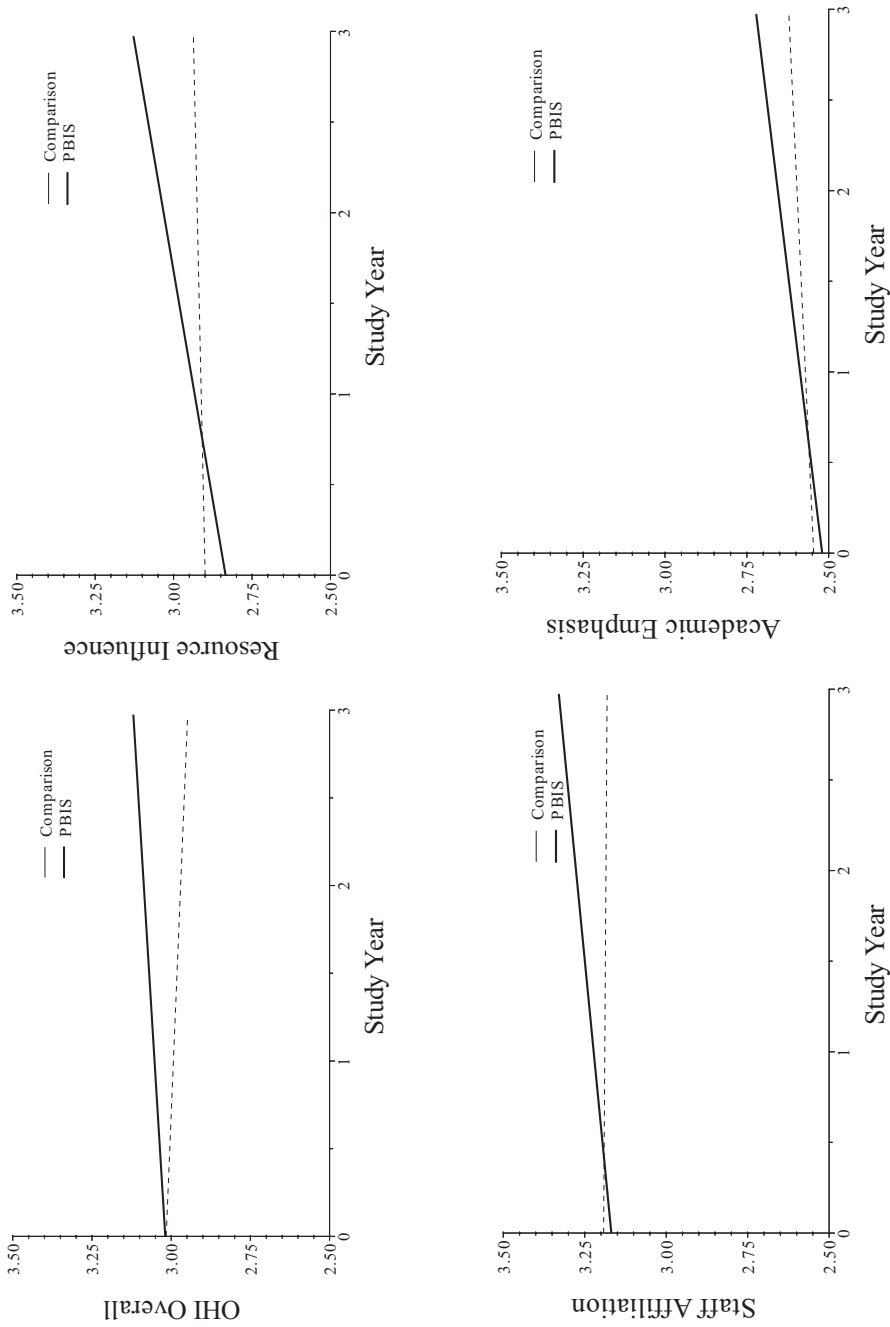 OHI Overall
3.50
3.25
3.00
2.75
2.50
0
1
2
3
Study Year
Comparison
PBIS
Resource Influence
3.50
3.25
3.00
2.75
2.50
0
1
2
3
Study Year
Comparison
PBIS
Staff Affiliation
3.50
3.25
3.00
2.75
2.50
0
1
2
3
Study Year
Comparison
PBIS
Academic Emphasis
3.50
3.25
3.00
2.75
2.50
0
1
2
3
Study Year
Comparison
PBIS